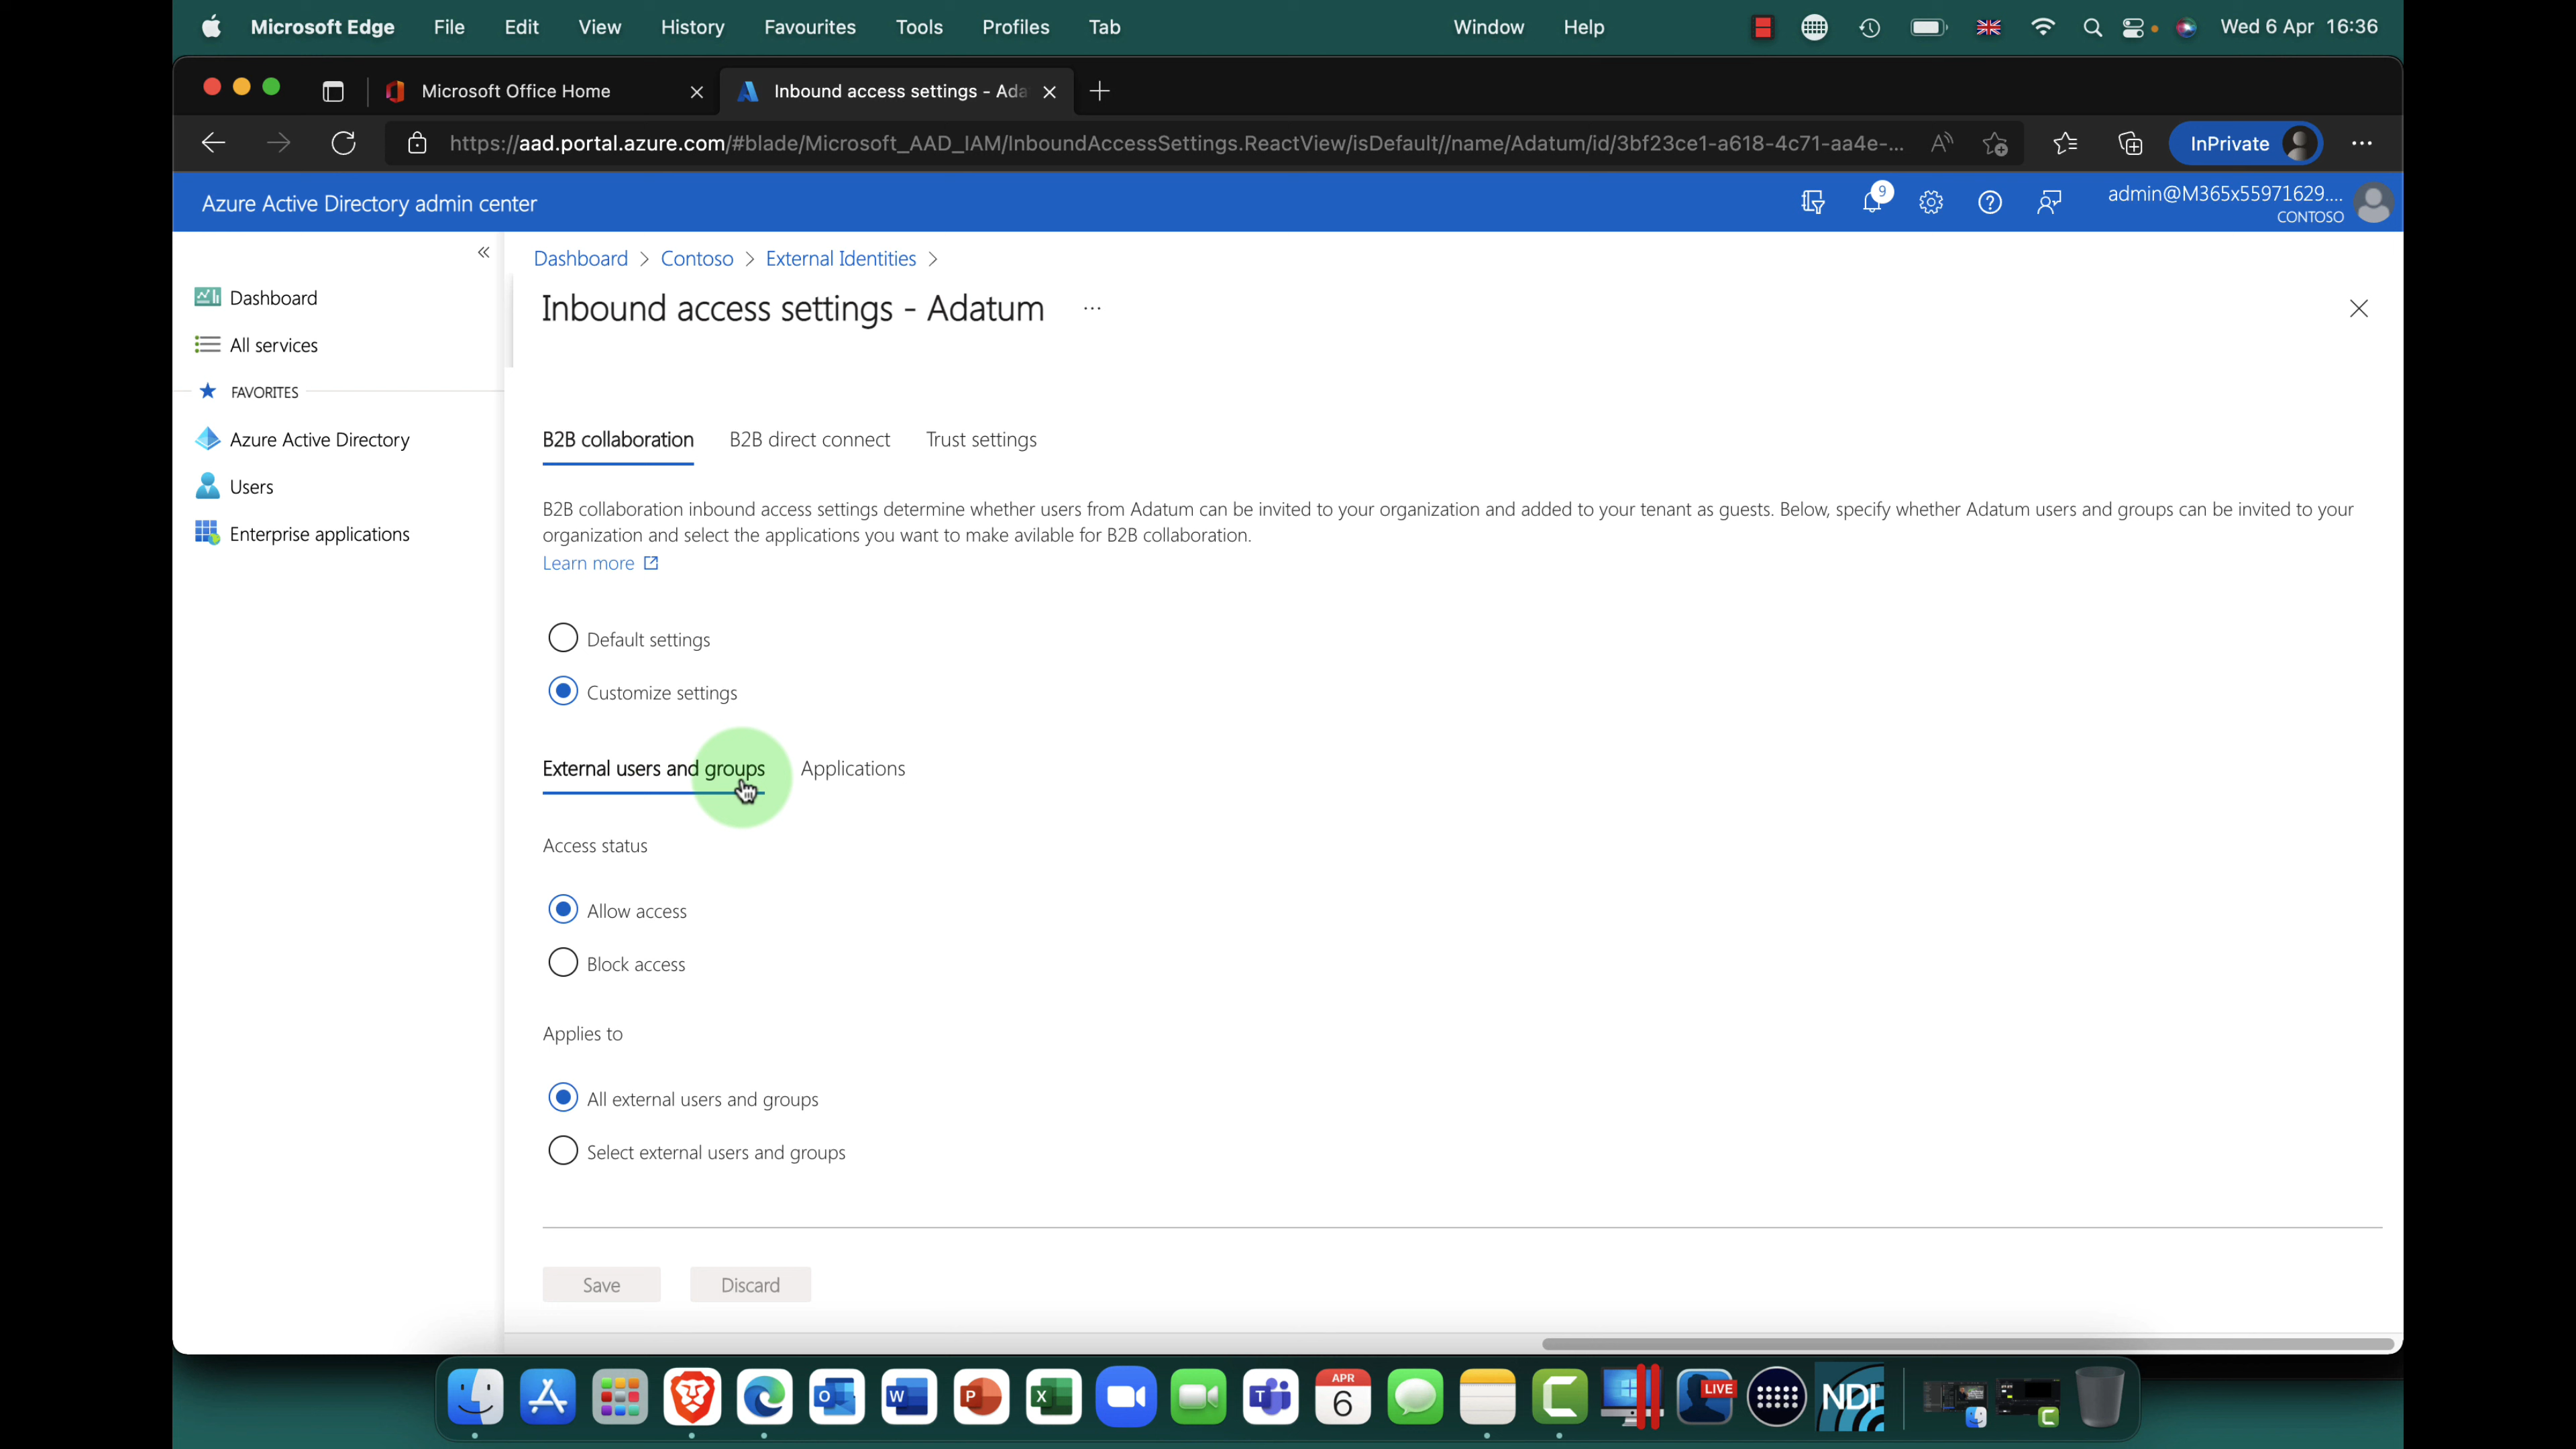 Microsoft Edge File Edit View History Favourites Tools Profiles Tab Window Help Wed 6 Apr 16:36
Microsoft Office Home Inbound access settings - Ada
https://aad.portal.azure.com/#blade/Microsoft_AAD_IAM/InboundAccessSettings.ReactView/isDefault//name/Adatum/id/3bf23ce1-a618-4c71-aa4e-... InPrivate
Azure Active Directory admin center 9 admin@M365x55971629....
CONTOSO
Dashboard > Contoso > External Identities >
Inbound access settings - Adatum ...
Dashboard
All services
FAVORITES
Azure Active Directory
Users
Enterprise applications
B2B collaboration B2B direct connect Trust settings
B2B collaboration inbound access settings determine whether users from Adatum can be invited to your organization and added to your tenant as guests. Below, specify whether Adatum users and groups can be invited to your
organization and select the applications you want to make avilable for B2B collaboration.
Learn more
Default settings
Customize settings
External users and groups Applications
Access status
Allow access
Block access
Applies to
All external users and groups
Select external users and groups
Save Discard
APR
6
LIVE
NDI